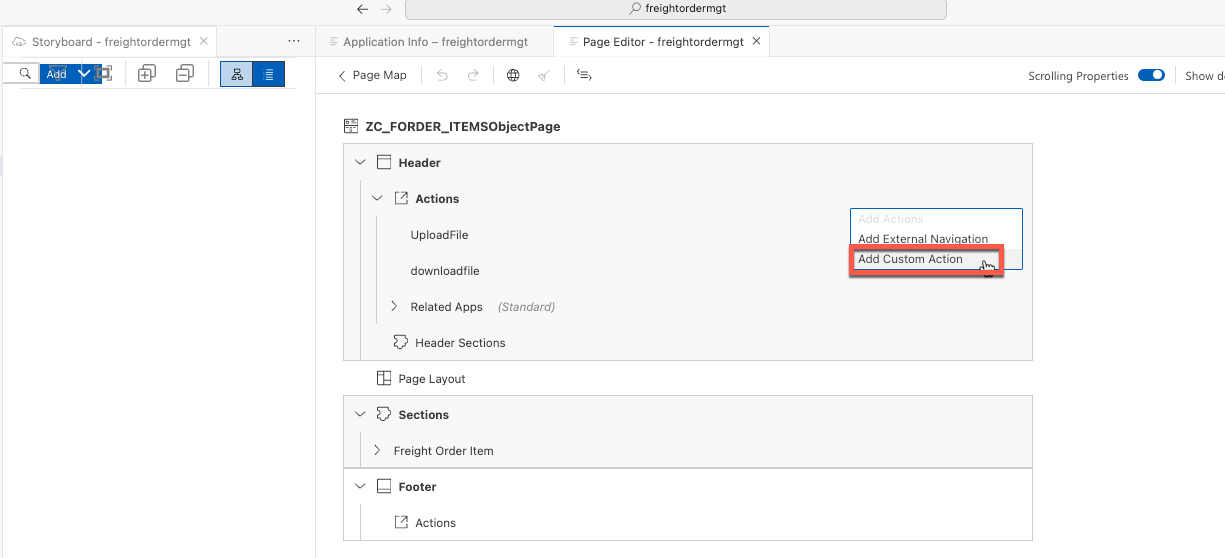 freightordermgt
Storyboard - freightordermgt
Application Info – freightordermgt
Page Editor - freightordermgt
Add
Page Map
Scrolling Properties
Show de
ZC_FORDER_ITEMSObjectPage
Header
Actions
Add Actions
UploadFile
Add External Navigation
Add Custom Action
downloadfile
Related Apps (Standard)
Header Sections
Page Layout
Sections
Freight Order Item
Footer
Actions